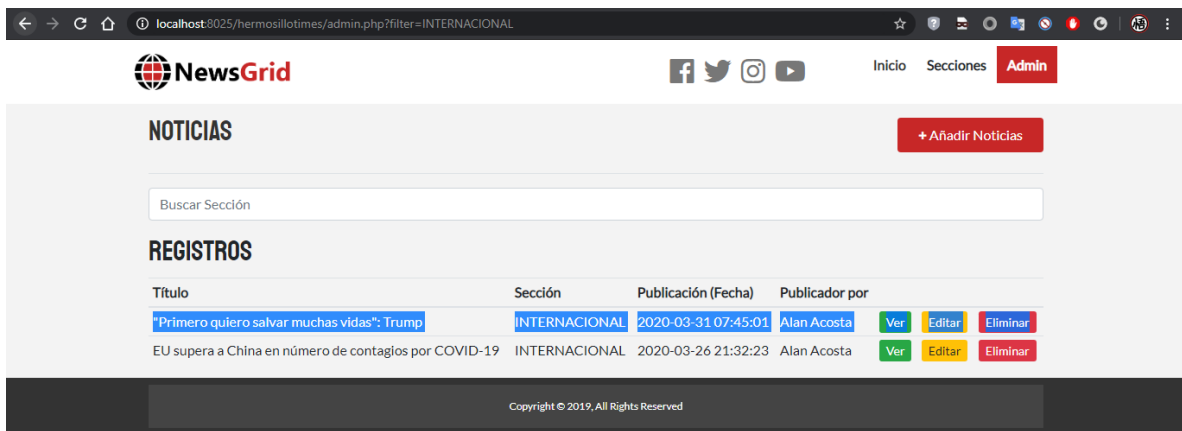 localhost:8025/hermosillotimes/admin.php?filter=INTERNACIONAL
NewsGrid
Inicio Secciones Admin
NOTICIAS
+ Añadir Noticias
Buscar Sección
REGISTROS
Título Sección Publicación (Fecha) Publicador por
"Primero quiero salvar muchas vidas": Trump INTERNACIONAL 2020-03-31 07:45:01 Alan Acosta Ver Editar Eliminar
EU supera a China en número de contagios por COVID-19 INTERNACIONAL 2020-03-26 21:32:23 Alan Acosta Ver Editar Eliminar
Copyright © 2019, All Rights Reserved